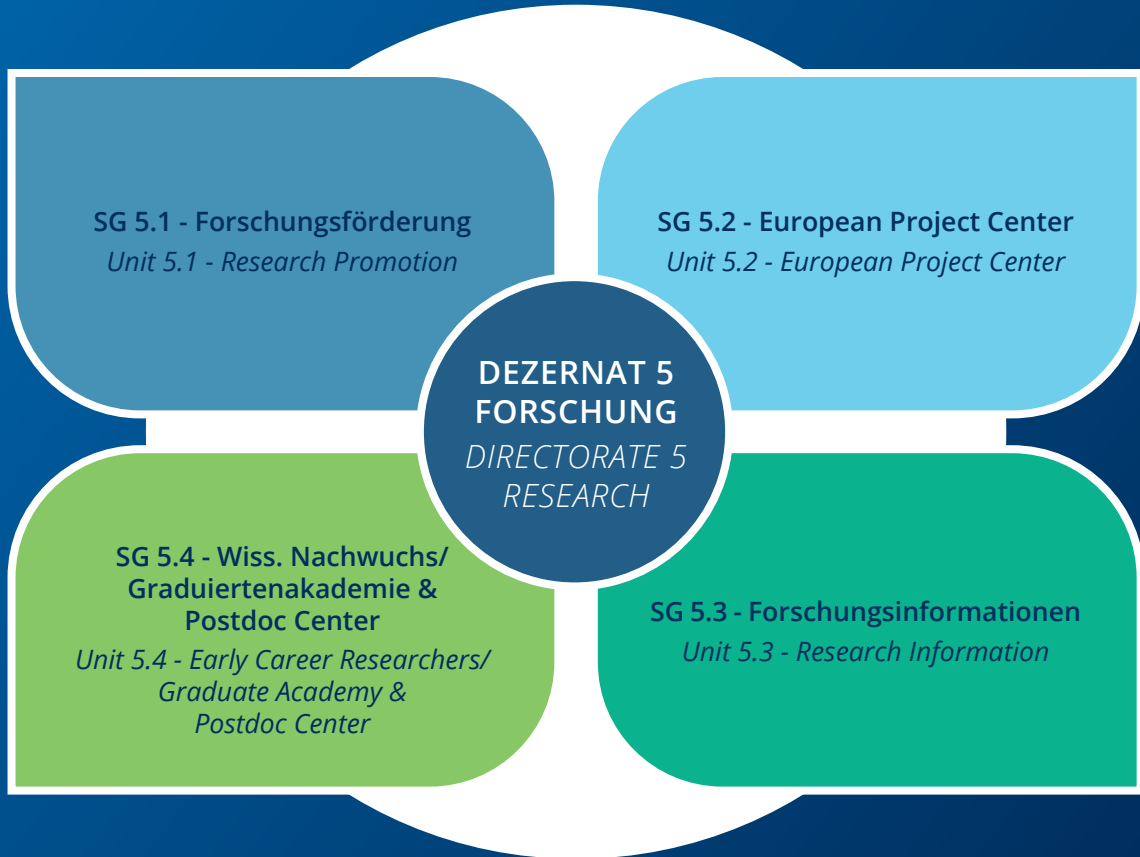 SG 5.1 - Forschungsförderung
Unit 5.1 - Research Promotion
SG 5.2 - European Project Center
Unit 5.2 - European Project Center
DEZERNAT 5
FORSCHUNG
DIRECTORATE 5
RESEARCH
SG 5.4 - Wiss. Nachwuchs/
Graduiertenakademie &
Postdoc Center
Unit 5.4 - Early Career Researchers/
Graduate Academy &
Postdoc Center
SG 5.3 - Forschungsinformationen
Unit 5.3 - Research Information